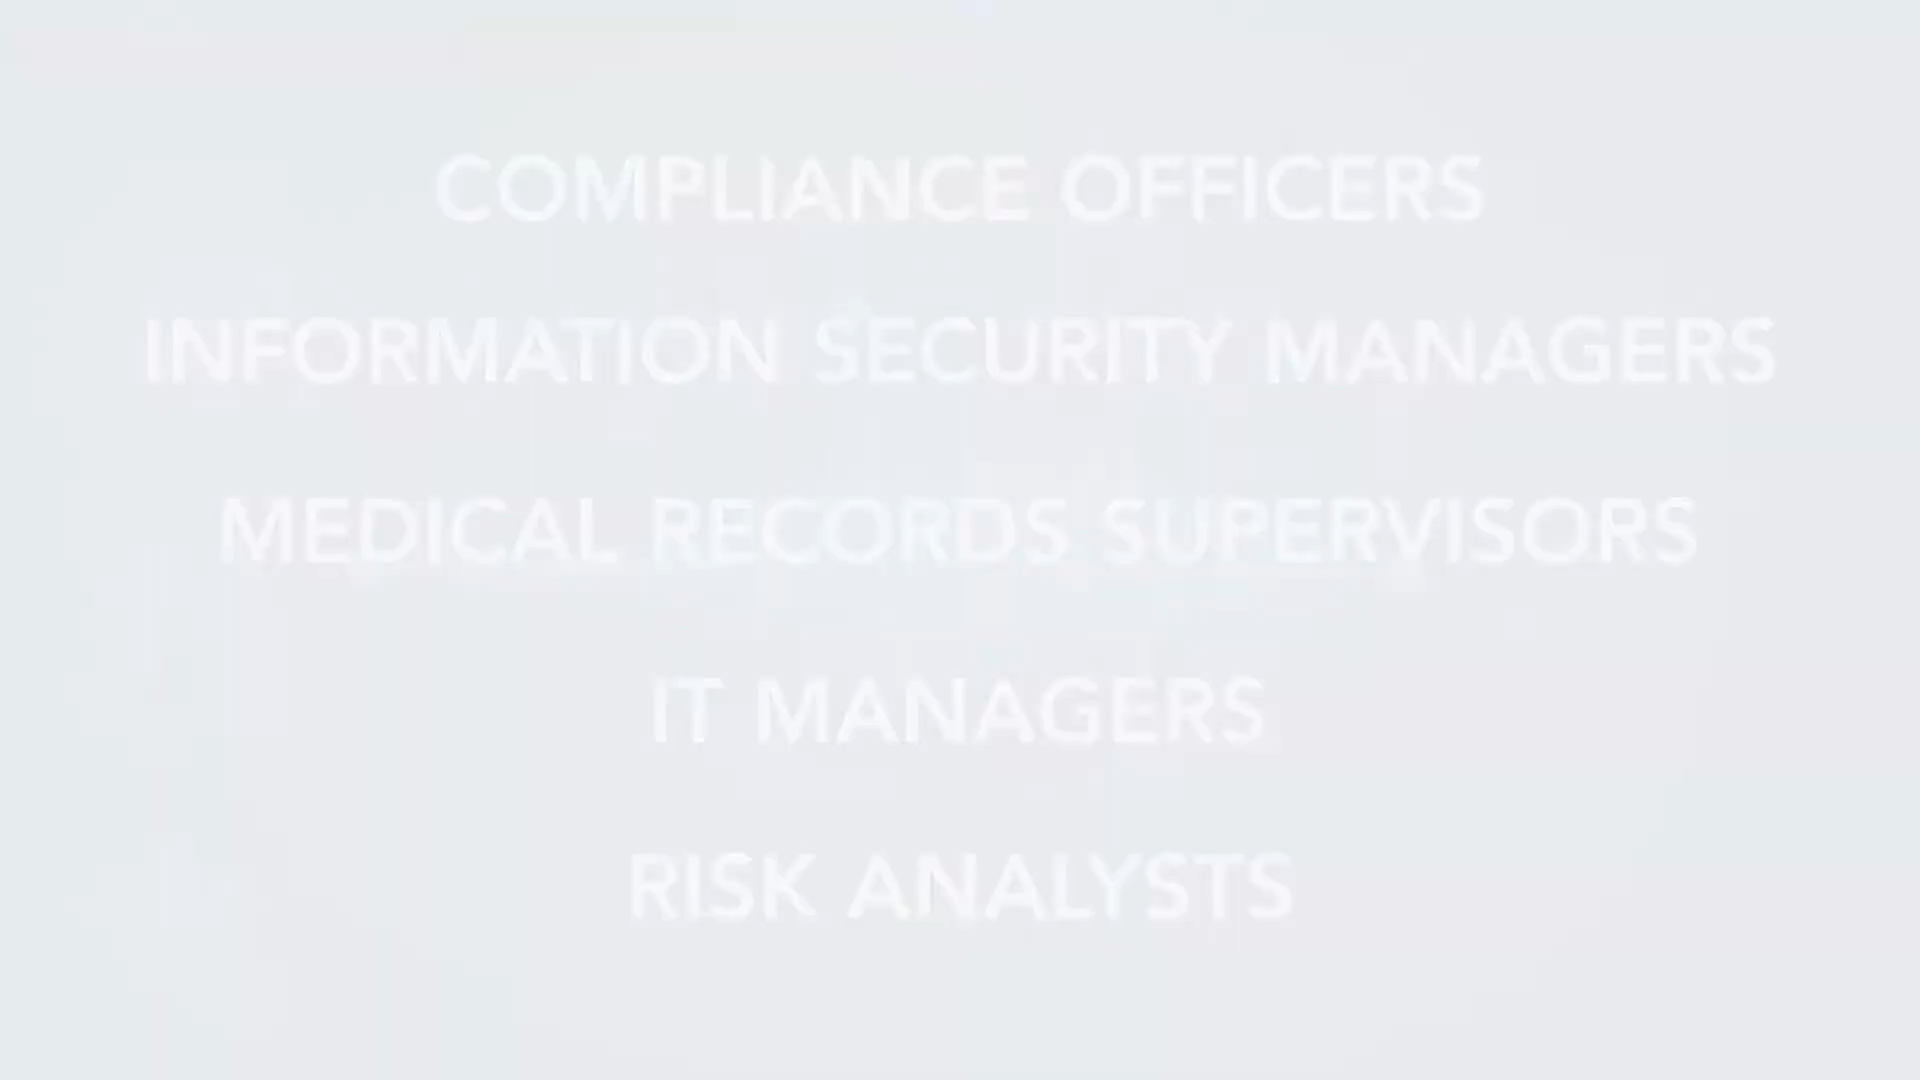 COMPLIANCE OFFICERS
INFORMATION SECURITY MANAGERS
MEDICAL RECORDS SUPERVISORS
IT MANAGERS
RISK ANALYSTS